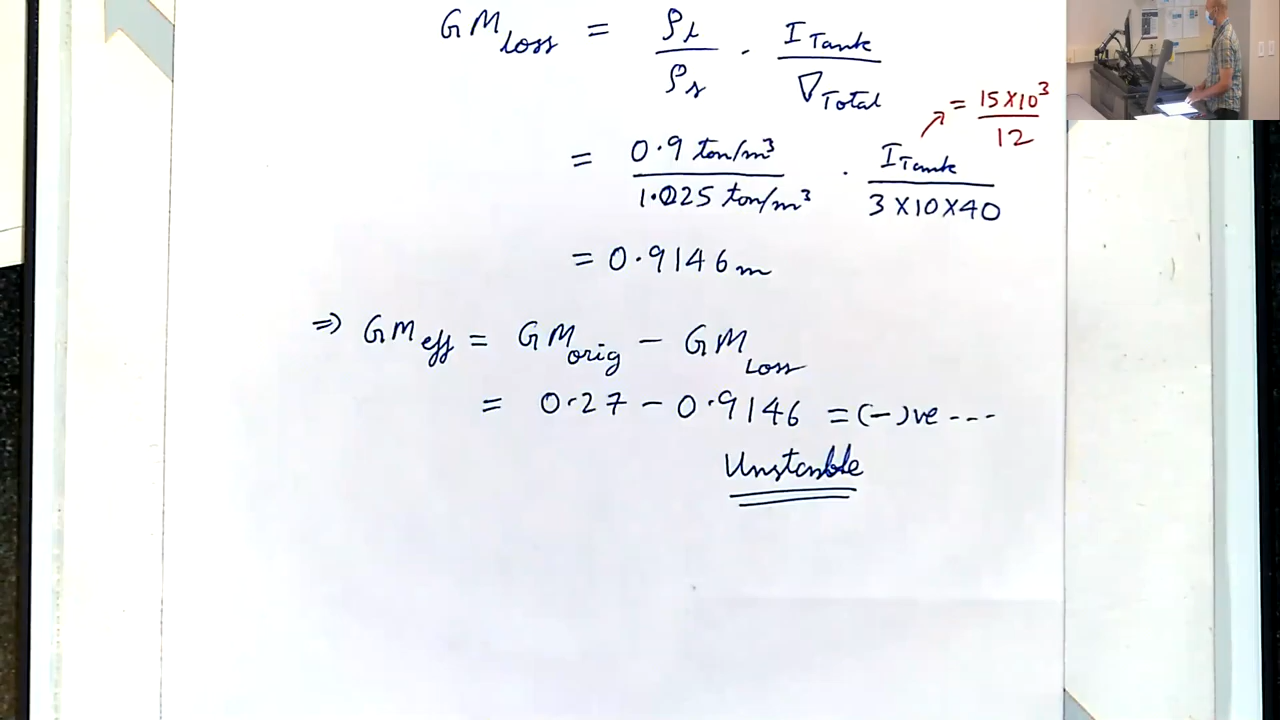 GM_loss = ρ_l / ρ_s · I_Tank / ∇_Total
= 0.9 ton/m³ / 1.025 ton/m³ · I_Tank / 3×10×40 → = 15×10³ / 12
= 0.9146 m
⇒ GM_eff = GM_orig − GM_Loss
= 0.27 − 0.9146 = (−)ve ---
Unstable